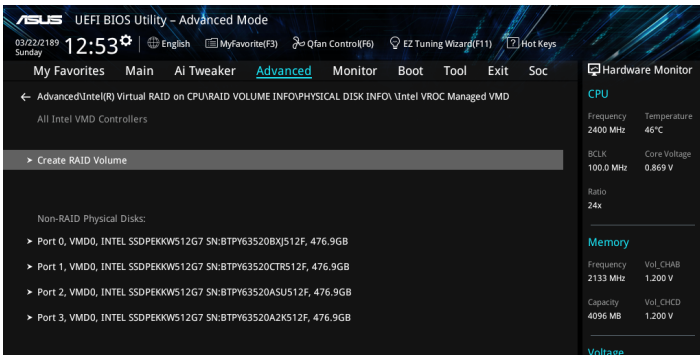 ASUS UEFI BIOS Utility – Advanced Mode
03/22/2189 Sunday 12:53 English MyFavorite(F3) Qfan Control(F6) EZ Tuning Wizard(F11) ? Hot Keys
My Favorites Main Ai Tweaker Advanced Monitor Boot Tool Exit Soc
Hardware Monitor
← Advanced\Intel(R) Virtual RAID on CPU\RAID VOLUME INFO\PHYSICAL DISK INFO\ \Intel VROC Managed VMD
All Intel VMD Controllers
> Create RAID Volume
Non-RAID Physical Disks:
> Port 0, VMD0, INTEL SSDPEKKW512G7 SN:BTPY63520BXJ512F, 476.9GB
> Port 1, VMD0, INTEL SSDPEKKW512G7 SN:BTPY63520CTR512F, 476.9GB
> Port 2, VMD0, INTEL SSDPEKKW512G7 SN:BTPY63520ASU512F, 476.9GB
> Port 3, VMD0, INTEL SSDPEKKW512G7 SN:BTPY63520A2K512F, 476.9GB
CPU
Frequency Temperature
2400 MHz 46°C
BCLK Core Voltage
100.0 MHz 0.869 V
Ratio
24x
Memory
Frequency Vol_CHAB
2133 MHz 1.200 V
Capacity Vol_CHCD
4096 MB 1.200 V
Voltage